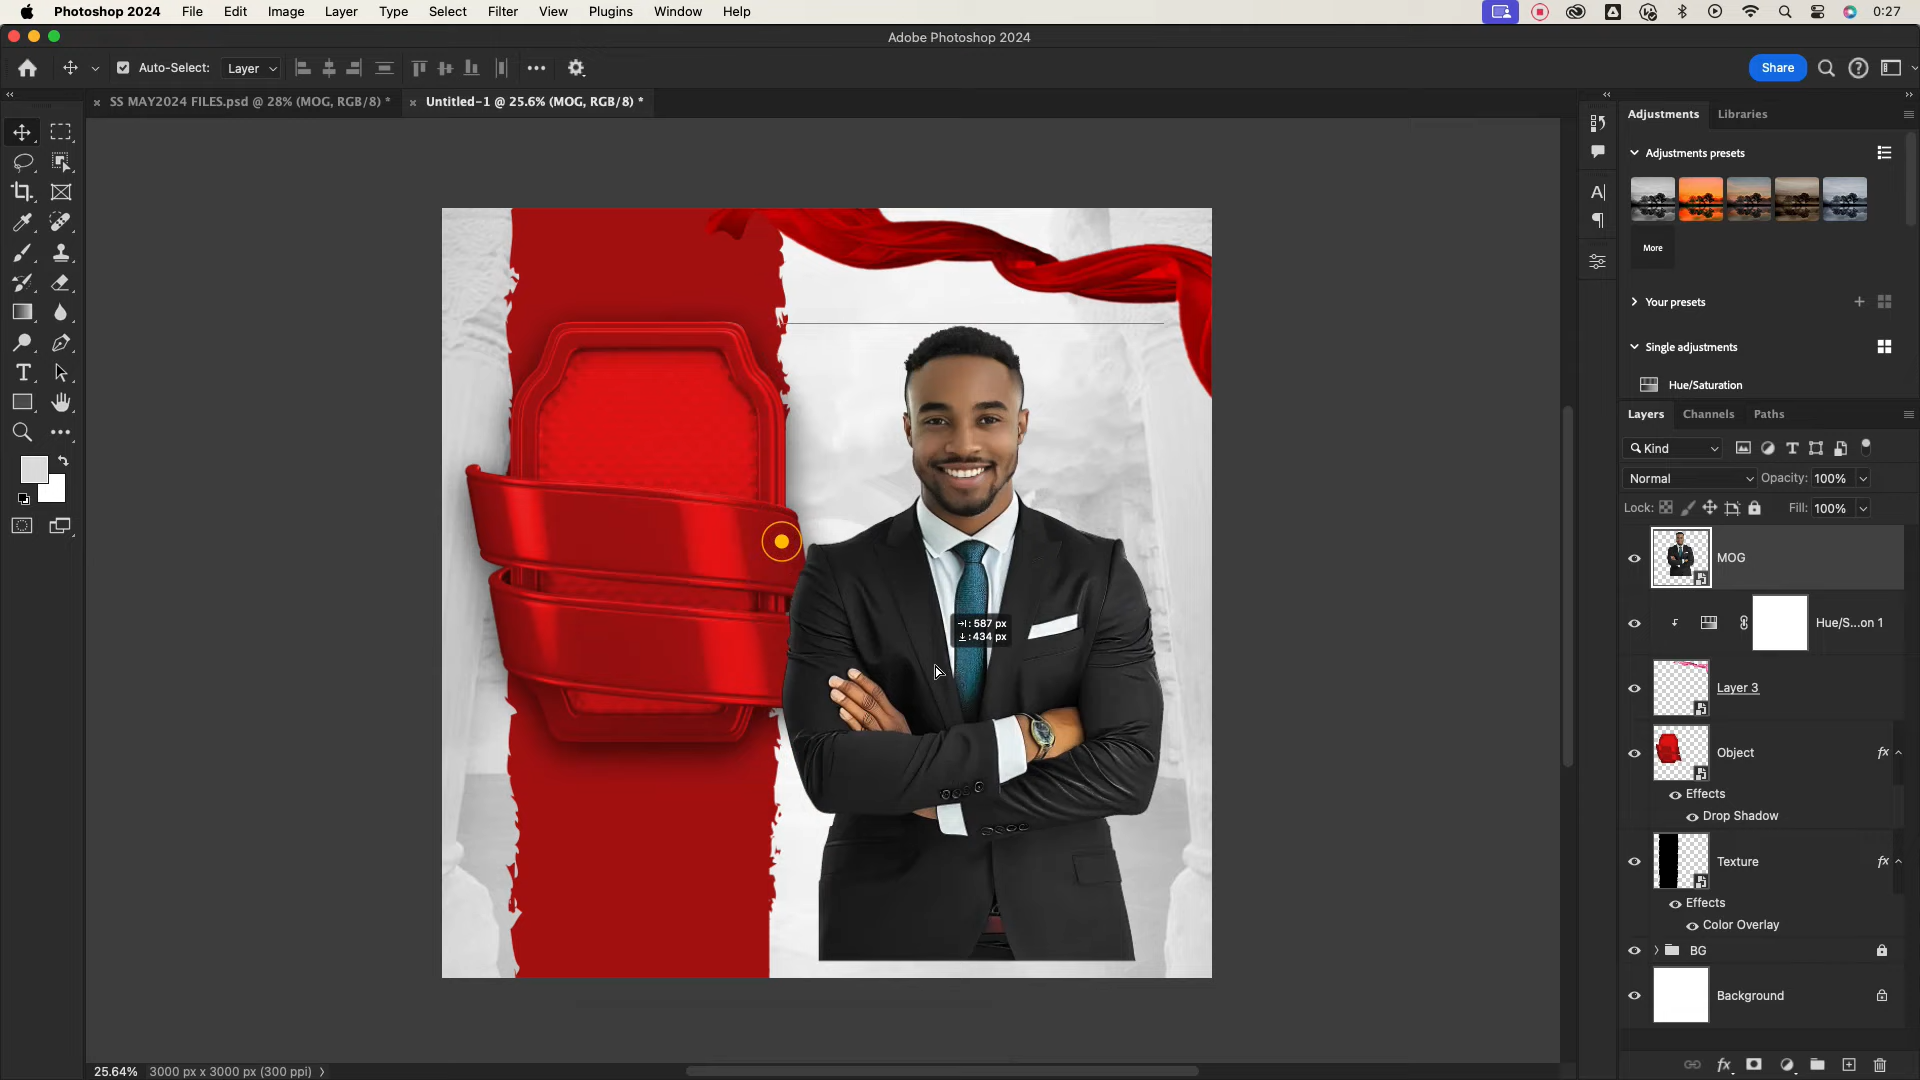 Photoshop 2024 File Edit Image Layer Type Select Filter View Plugins Window Help 0:27
Adobe Photoshop 2024
Auto-Select: Layer Share
SS MAY2024 FILES.psd @ 28% (MOG, RGB/8) * Untitled-1 @ 25.6% (MOG, RGB/8) *
Adjustments Libraries
Adjustments presets
More
Your presets
Single adjustments
Hue/Saturation
Layers Channels Paths
Kind
Normal Opacity: 100%
Lock: Fill: 100%
MOG
Hue/S...on 1
Layer 3
Object fx
Effects
Drop Shadow
Texture fx
Effects
Color Overlay
BG
Background
: 587 px
: 434 px
25.64% 3000 px x 3000 px (300 ppi)
fx